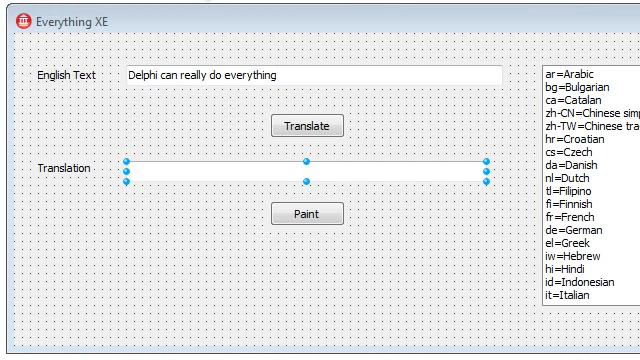 Everything XE
English Text
Delphi can really do everything
Translate
Translation
Paint
ar=Arabic
bg=Bulgarian
ca=Catalan
zh-CN=Chinese simp
zh-TW=Chinese tra
hr=Croatian
cs=Czech
da=Danish
nl=Dutch
tl=Filipino
fi=Finnish
fr=French
de=German
el=Greek
iw=Hebrew
hi=Hindi
id=Indonesian
it=Italian